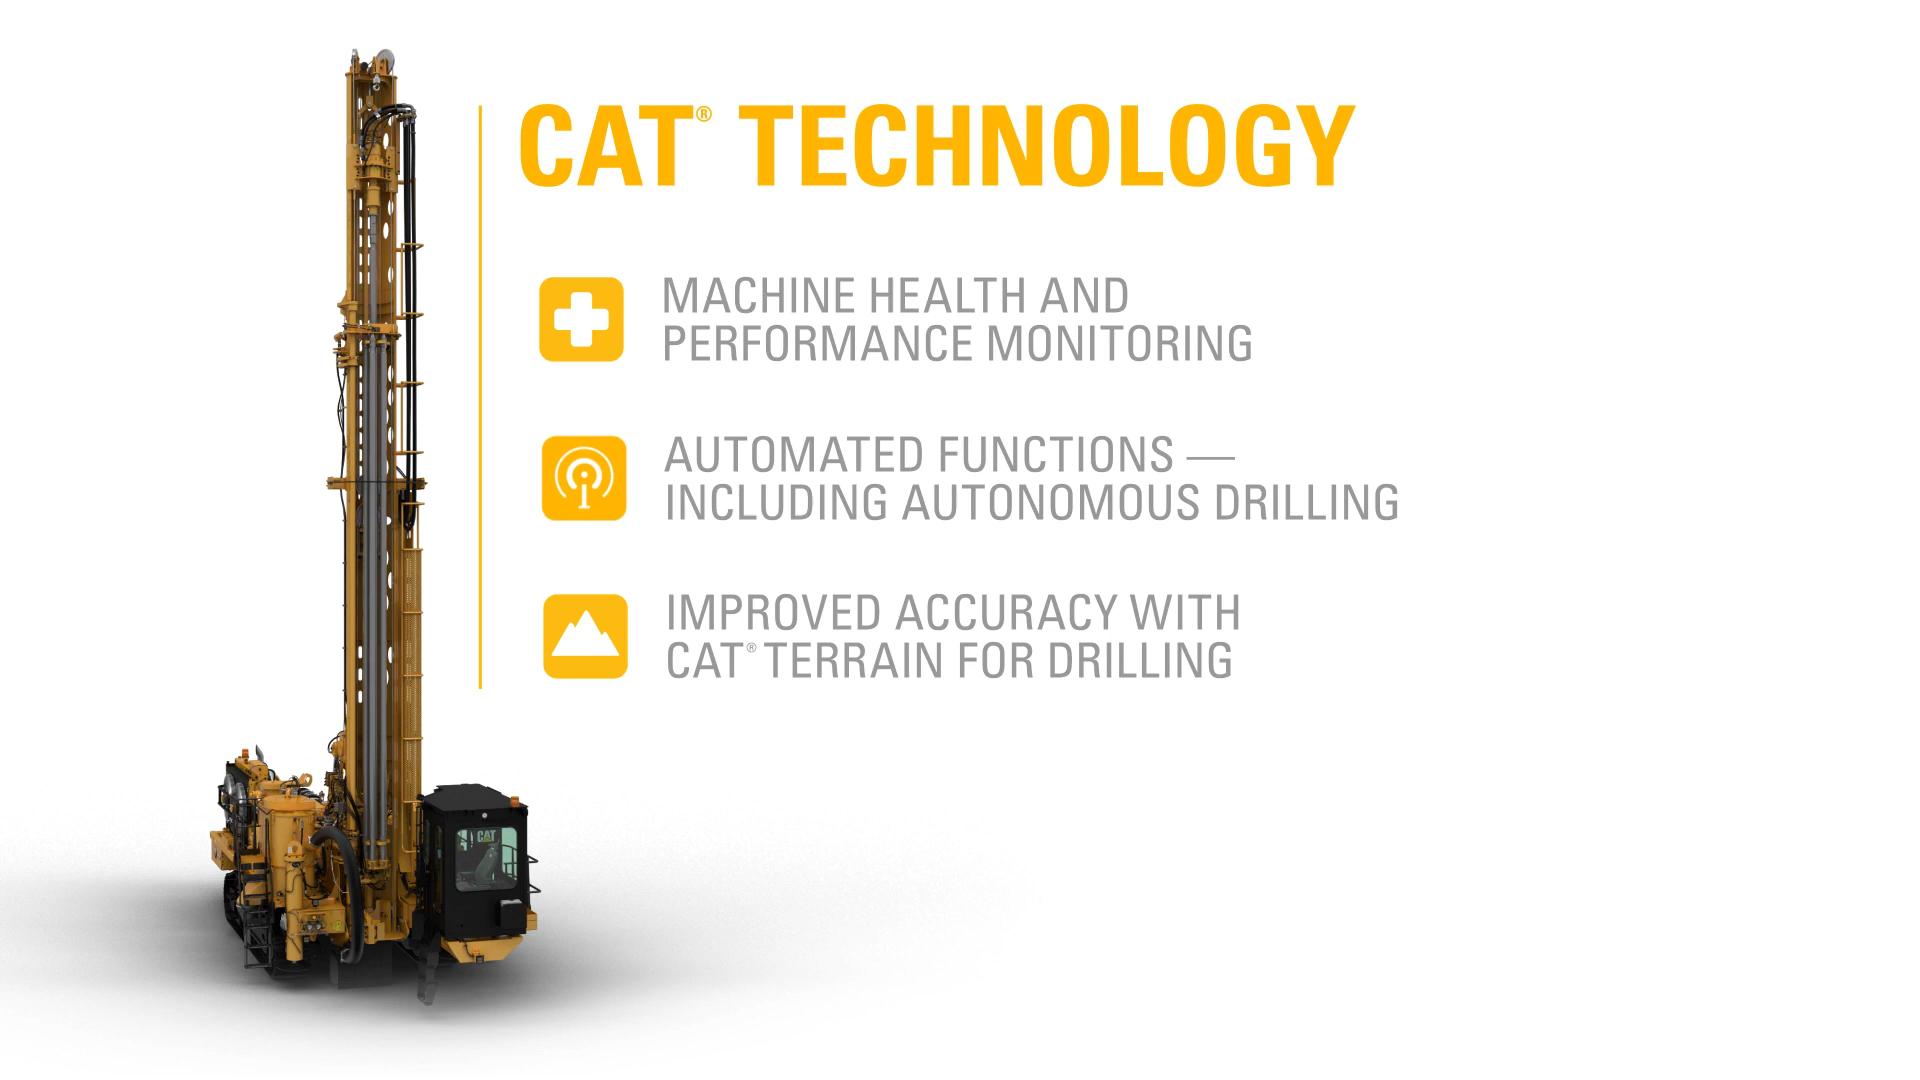 CAT® TECHNOLOGY
MACHINE HEALTH AND
PERFORMANCE MONITORING
AUTOMATED FUNCTIONS —
INCLUDING AUTONOMOUS DRILLING
IMPROVED ACCURACY WITH
CAT® TERRAIN FOR DRILLING
CAT